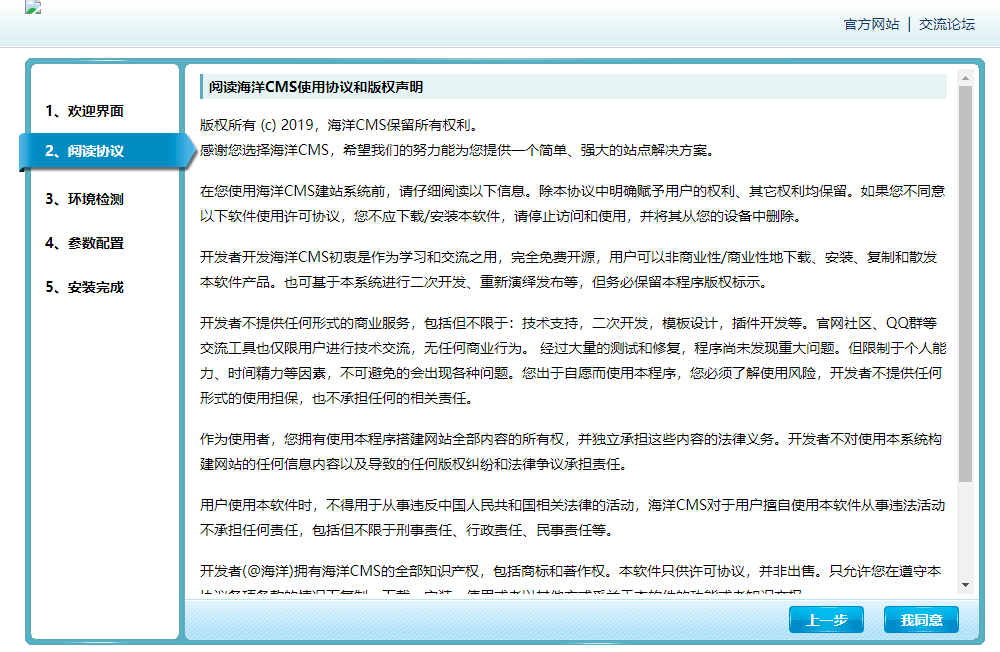 官方网站 | 交流论坛
1、欢迎界面
2、阅读协议
3、环境检测
4、参数配置
5、安装完成
阅读海洋CMS使用协议和版权声明
版权所有 (c) 2019，海洋CMS保留所有权利。
感谢您选择海洋CMS，希望我们的努力能为您提供一个简单、强大的站点解决方案。
在您使用海洋CMS建站系统前，请仔细阅读以下信息。除本协议中明确赋予用户的权利、其它权利均保留。如果您不同意
以下软件使用许可协议，您不应下载/安装本软件，请停止访问和使用，并将其从您的设备中删除。
开发者开发海洋CMS初衷是作为学习和交流之用，完全免费开源，用户可以非商业性/商业性地下载、安装、复制和散发
本软件产品。也可基于本系统进行二次开发、重新演绎发布等，但务必保留本程序版权标示。
开发者不提供任何形式的商业服务，包括但不限于：技术支持，二次开发，模板设计，插件开发等。官网社区、QQ群等
交流工具也仅限用户进行技术交流，无任何商业行为。 经过大量的测试和修复，程序尚未发现重大问题。但限制于个人能
力、时间精力等因素，不可避免的会出现各种问题。您出于自愿而使用本程序，您必须了解使用风险，开发者不提供任何
形式的使用担保，也不承担任何的相关责任。
作为使用者，您拥有使用本程序搭建网站全部内容的所有权，并独立承担这些内容的法律义务。开发者不对使用本系统构
建网站的任何信息内容以及导致的任何版权纠纷和法律争议承担责任。
用户使用本软件时，不得用于从事违反中国人民共和国相关法律的活动，海洋CMS对于用户擅自使用本软件从事违法活动
不承担任何责任，包括但不限于刑事责任、行政责任、民事责任等。
开发者(@海洋)拥有海洋CMS的全部知识产权，包括商标和著作权。本软件只供许可协议，并非出售。只允许您在遵守本
上一步
我同意